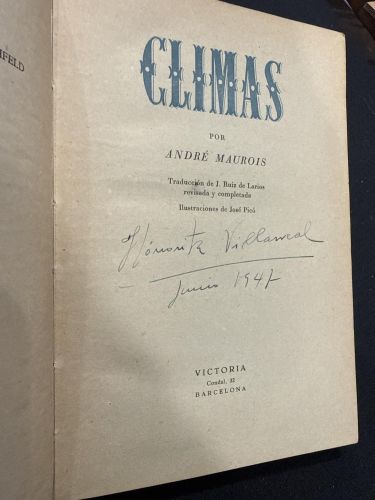 NFELD
CLIMAS
POR
ANDRÉ MAUROIS
Traducción de J. Ruiz de Larios
revisada y completada
Ilustraciones de José Picó
Villarreal
Junio 1947
VICTORIA
Condal, 32
BARCELONA